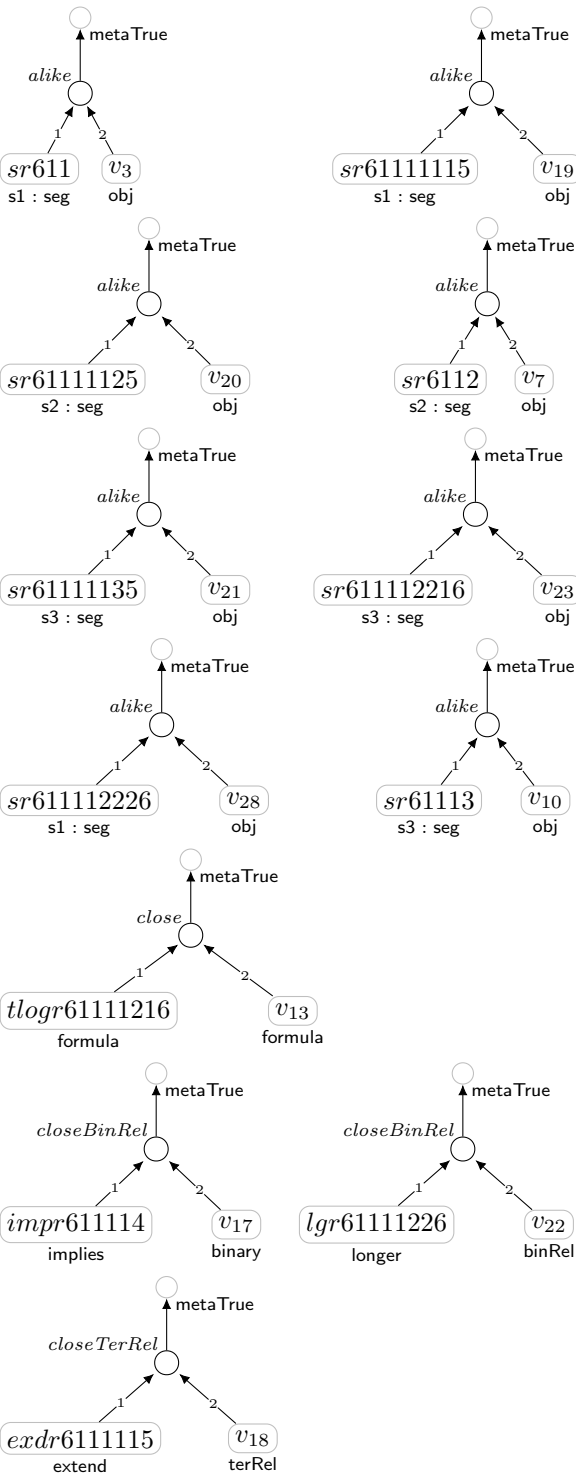 metaTrue metaTrue
alike alike
1 2 1 2
sr611 v3 sr61111115 v19
s1 : seg obj s1 : seg obj
metaTrue metaTrue
alike alike
1 2 1 2
sr61111125 v20 sr6112 v7
s2 : seg obj s2 : seg obj
metaTrue metaTrue
alike alike
1 2 1 2
sr61111135 v21 sr611112216 v23
s3 : seg obj s3 : seg obj
metaTrue metaTrue
alike alike
1 2 1 2
sr611112226 v28 sr61113 v10
s1 : seg obj s3 : seg obj
metaTrue
close
1 2
tlogr61111216 v13
formula formula
metaTrue metaTrue
closeBinRel closeBinRel
1 2 1 2
impr611114 v17 lgr61111226 v22
implies binary longer binRel
metaTrue
closeTerRel
1 2
exdr6111115 v18
extend terRel